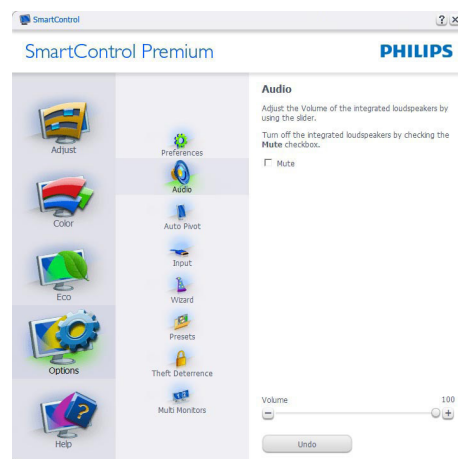 SmartControl
? x
SmartControl Premium
PHILIPS
Adjust
Color
Eco
Options
Help
Preferences
Audio
Auto Pivot
Input
Wizard
Presets
Theft Deterrence
Multi Monitors
Audio
Adjust the Volume of the integrated loudspeakers by
using the slider.
Turn off the integrated loudspeakers by checking the
Mute checkbox.
Mute
Volume 100
Undo